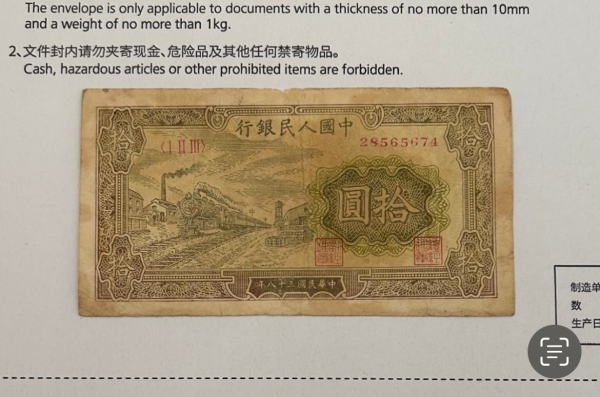 The envelope is only applicable to documents with a thickness of no more than 10mm
and a weight of no more than 1kg.
2、文件封内请勿夹寄现金、危险品及其他任何禁寄物品。
Cash, hazardous articles or other prohibited items are forbidden.
行銀民人國中
〈I II III〉
28565674
圓拾
拾
拾
拾
拾
年八十三國民華中
制造单
数
生产日